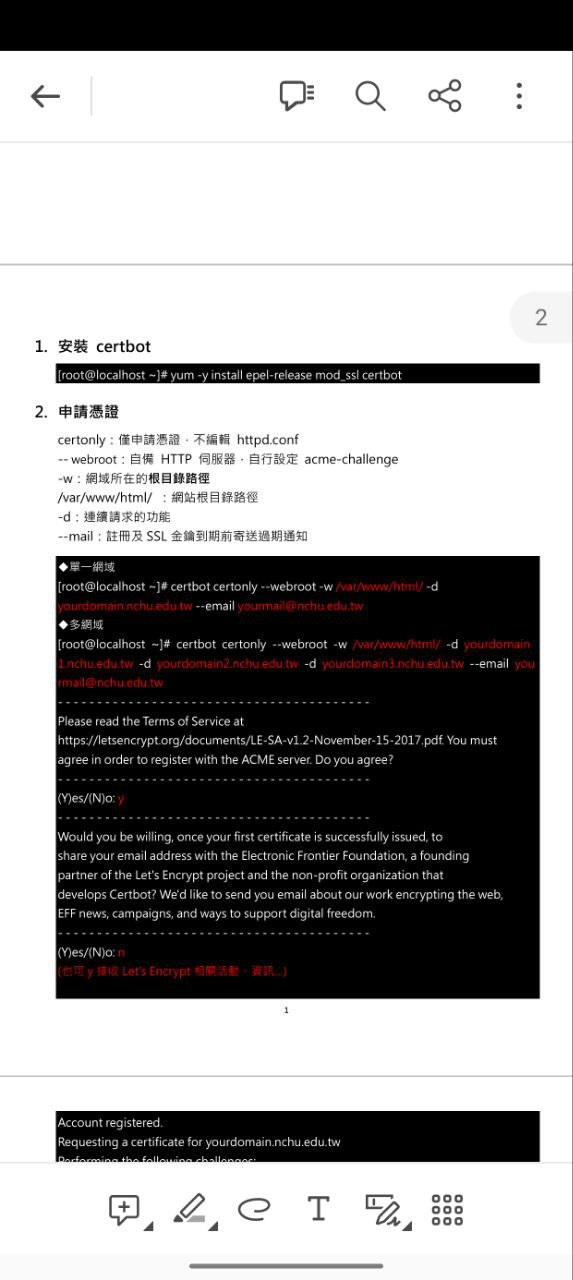 2
1. 安裝 certbot
[root@localhost ~]# yum -y install epel-release mod_ssl certbot
2. 申請憑證
certonly：僅申請憑證，不編輯 httpd.conf
-- webroot：自備 HTTP 伺服器，自行設定 acme-challenge
-w：網域所在的根目錄路徑
/var/www/html/ ：網站根目錄路徑
-d：連續請求的功能
--mail：註冊及 SSL 金鑰到期前寄送過期通知
◆單一網域
[root@localhost ~]# certbot certonly --webroot -w /var/www/html/ -d
yourdomain.nchu.edu.tw --email yourmail@nchu.edu.tw
◆多網域
[root@localhost ~]# certbot certonly --webroot -w /var/www/html/ -d yourdomain
1.nchu.edu.tw -d yourdomain2.nchu.edu.tw -d yourdomain3.nchu.edu.tw --email you
rmail@nchu.edu.tw
- - - - - - - - - - - - - - - - - - - - - - - - - - - - - - - - - - - - - - - -
Please read the Terms of Service at
https://letsencrypt.org/documents/LE-SA-v1.2-November-15-2017.pdf. You must
agree in order to register with the ACME server. Do you agree?
- - - - - - - - - - - - - - - - - - - - - - - - - - - - - - - - - - - - - - - -
(Y)es/(N)o: y
- - - - - - - - - - - - - - - - - - - - - - - - - - - - - - - - - - - - - - - -
Would you be willing, once your first certificate is successfully issued, to
share your email address with the Electronic Frontier Foundation, a founding
partner of the Let's Encrypt project and the non-profit organization that
develops Certbot? We'd like to send you email about our work encrypting the web,
EFF news, campaigns, and ways to support digital freedom.
- - - - - - - - - - - - - - - - - - - - - - - - - - - - - - - - - - - - - - - -
(Y)es/(N)o: n
(也可 y 接收 Let's Encrypt 相關活動、資訊...)
1
Account registered.
Requesting a certificate for yourdomain.nchu.edu.tw
Performing the following challenges:
T